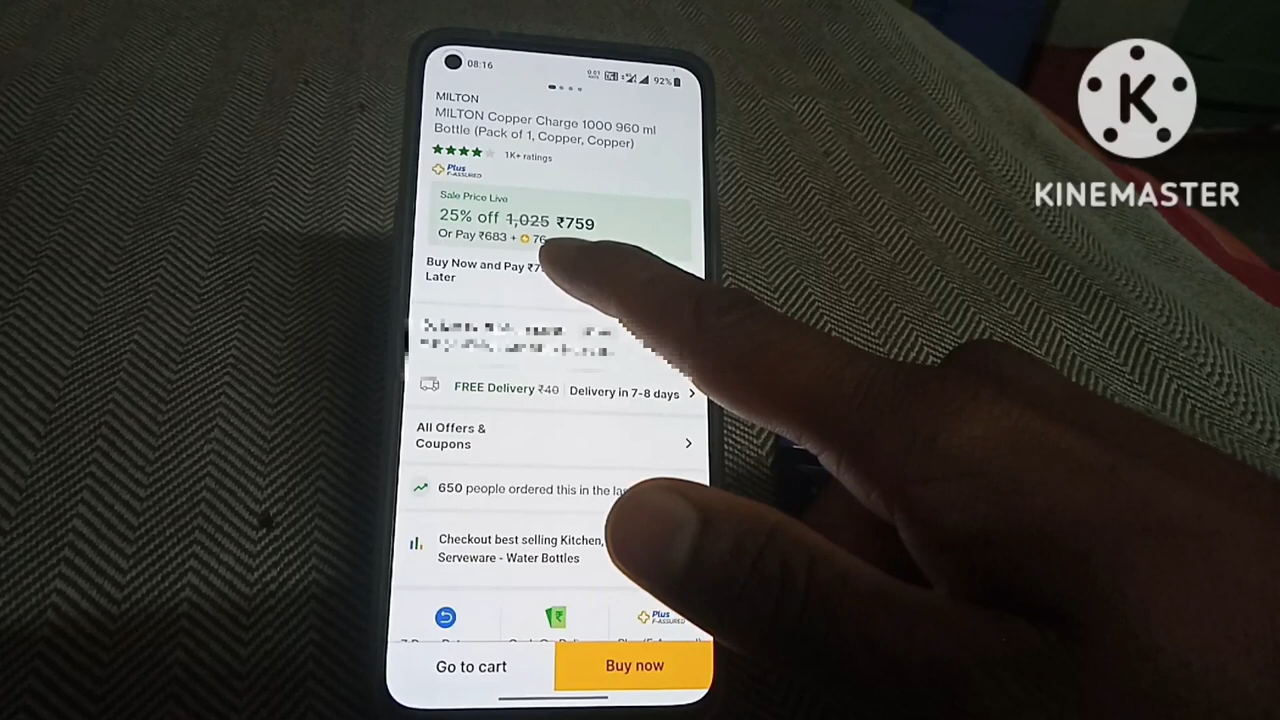 08:16
92%
MILTON
MILTON Copper Charge 1000 960 ml
Bottle (Pack of 1, Copper, Copper)
1K+ ratings
Plus
F-ASSURED
Sale Price Live
25% off 1,025 ₹759
Or Pay ₹683 + 76
Buy Now and Pay
Later
FREE Delivery ₹40 Delivery in 7-8 days
All Offers &
Coupons
650 people ordered this in the
Checkout best selling Kitchen,
Serveware - Water Bottles
Plus
F-ASSURED
Go to cart
Buy now
K
KINEMASTER